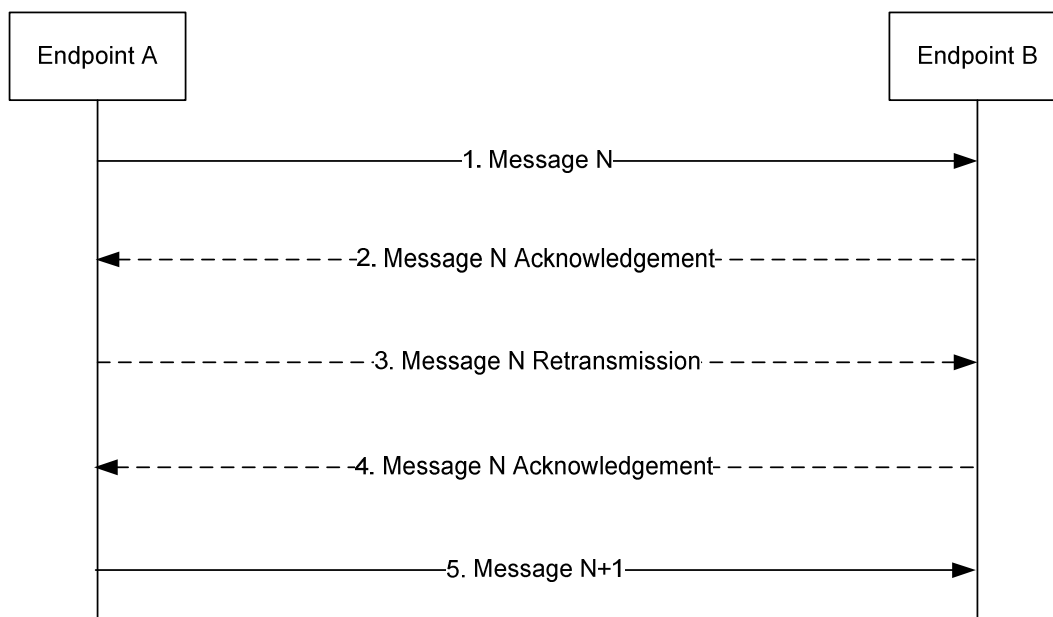 Endpoint A
Endpoint B
1. Message N
2. Message N Acknowledgement
3. Message N Retransmission
4. Message N Acknowledgement
5. Message N+1